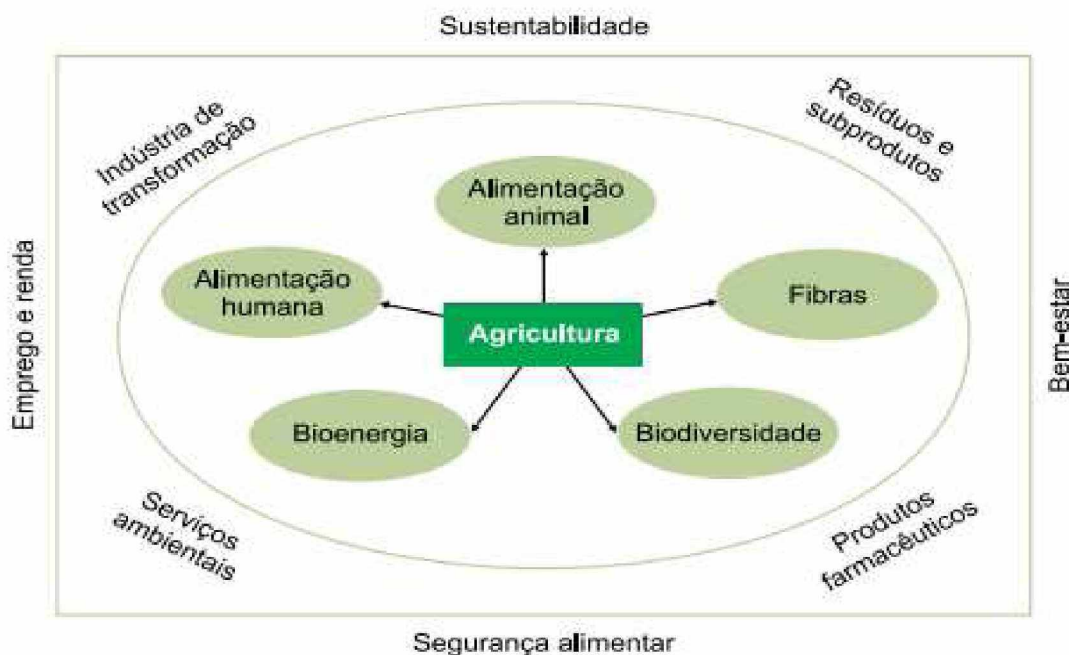 Sustentabilidade
Indústria de
transformação
Resíduos e
subprodutos
Alimentação
animal
Alimentação
humana
Fibras
Agricultura
Emprego e renda
Bem-estar
Bioenergia
Biodiversidade
Serviços
ambientais
Produtos
farmacêuticos
Segurança alimentar